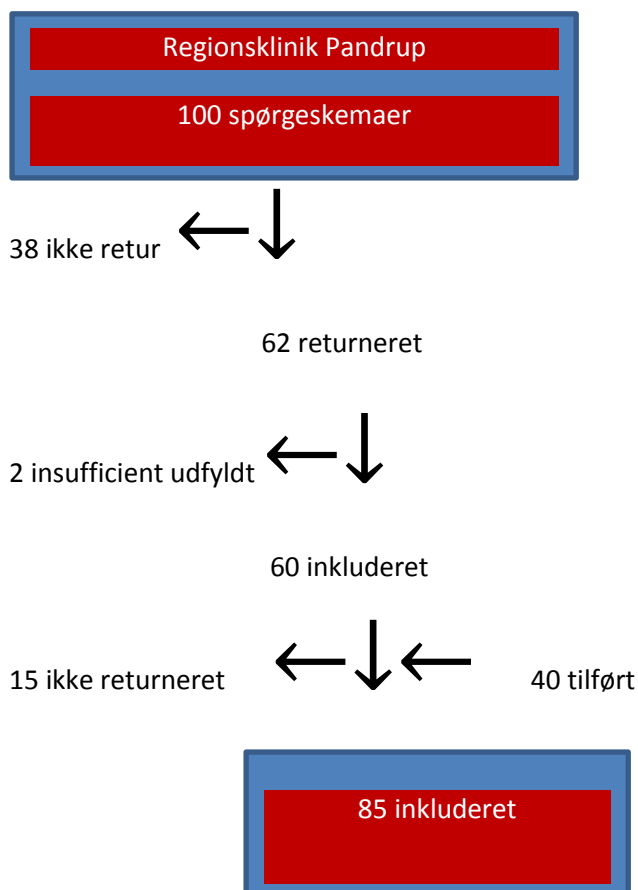 Regionsklinik Pandrup
100 spørgeskemaer
38 ikke retur
62 returneret
2 insufficient udfyldt
60 inkluderet
15 ikke returneret
40 tilført
85 inkluderet